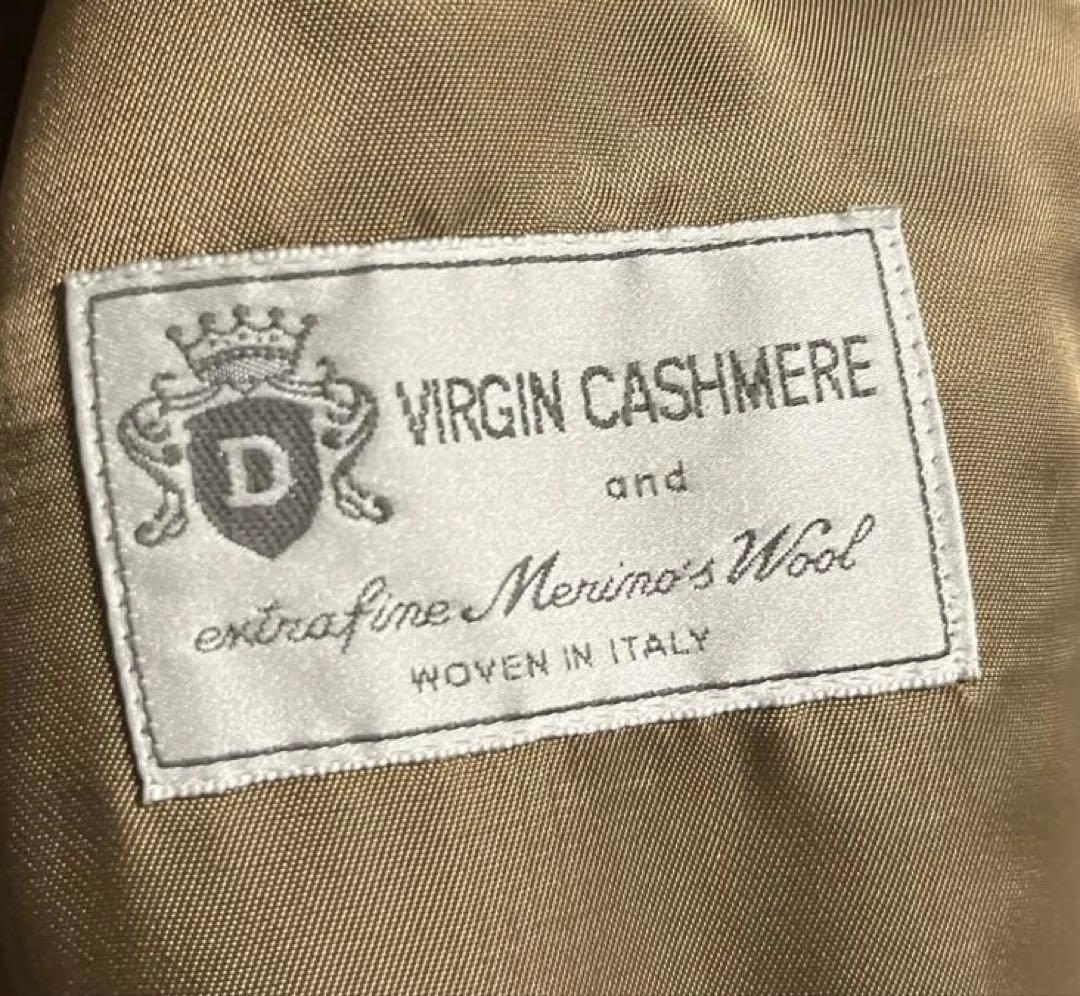 D
VIRGIN CASHMERE
and
extrafine Merino's Wool
WOVEN IN ITALY